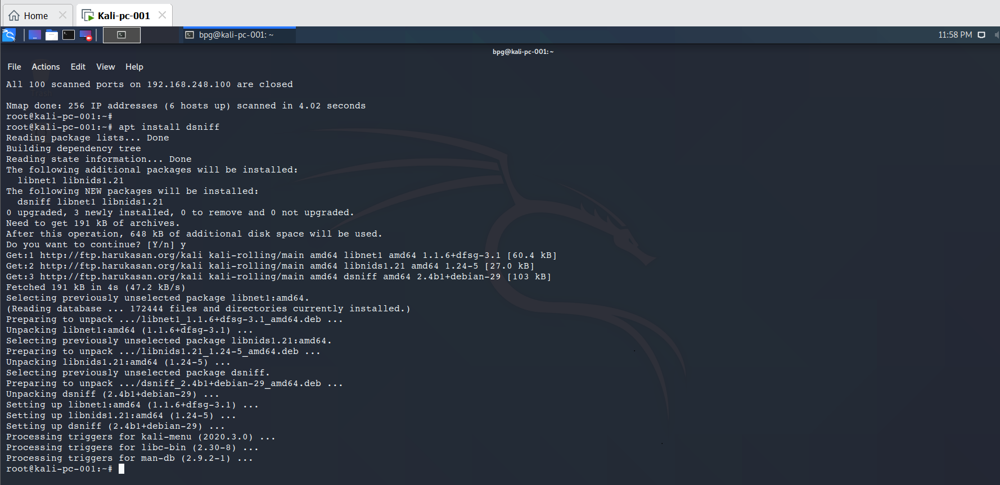 Home
Kali-pc-001
bpg@kali-pc-001: ~
11:58 PM
bpg@kali-pc-001: ~
File Actions Edit View Help
All 100 scanned ports on 192.168.248.100 are closed
Nmap done: 256 IP addresses (6 hosts up) scanned in 4.02 seconds
root@kali-pc-001:~#
root@kali-pc-001:~# apt install dsniff
Reading package lists... Done
Building dependency tree
Reading state information... Done
The following additional packages will be installed:
libnet1 libnids1.21
The following NEW packages will be installed:
dsniff libnet1 libnids1.21
0 upgraded, 3 newly installed, 0 to remove and 0 not upgraded.
Need to get 191 kB of archives.
After this operation, 648 kB of additional disk space will be used.
Do you want to continue? [Y/n] y
Get:1 http://ftp.harukasan.org/kali kali-rolling/main amd64 libnet1 amd64 1.1.6+dfsg-3.1 [60.4 kB]
Get:2 http://ftp.harukasan.org/kali kali-rolling/main amd64 libnids1.21 amd64 1.24-5 [27.0 kB]
Get:3 http://ftp.harukasan.org/kali kali-rolling/main amd64 dsniff amd64 2.4b1+debian-29 [103 kB]
Fetched 191 kB in 4s (47.2 kB/s)
Selecting previously unselected package libnet1:amd64.
(Reading database ... 172444 files and directories currently installed.)
Preparing to unpack .../libnet1_1.1.6+dfsg-3.1_amd64.deb ...
Unpacking libnet1:amd64 (1.1.6+dfsg-3.1) ...
Selecting previously unselected package libnids1.21:amd64.
Preparing to unpack .../libnids1.21_1.24-5_amd64.deb ...
Unpacking libnids1.21:amd64 (1.24-5) ...
Selecting previously unselected package dsniff.
Preparing to unpack .../dsniff_2.4b1+debian-29_amd64.deb ...
Unpacking dsniff (2.4b1+debian-29) ...
Setting up libnet1:amd64 (1.1.6+dfsg-3.1) ...
Setting up libnids1.21:amd64 (1.24-5) ...
Setting up dsniff (2.4b1+debian-29) ...
Processing triggers for kali-menu (2020.3.0) ...
Processing triggers for libc-bin (2.30-8) ...
Processing triggers for man-db (2.9.2-1) ...
root@kali-pc-001:~#